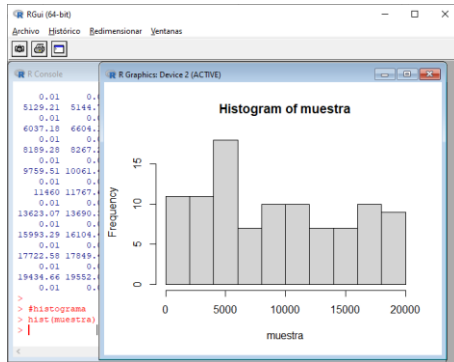 RGui (64-bit)
Archivo Histórico Redimensionar Ventanas
R Console
0.01
5129.21
0.01
6037.18
0.01
8189.28
0.01
9759.51
0.01
11460
0.01
13623.07
0.01
15993.29
0.01
17722.58
0.01
19434.66
0.01
>
> #histograma
> hist(muestra)
>
R Graphics: Device 2 (ACTIVE)
Histogram of muestra
Frequency
15
10
5
0
0 5000 10000 15000 20000
muestra